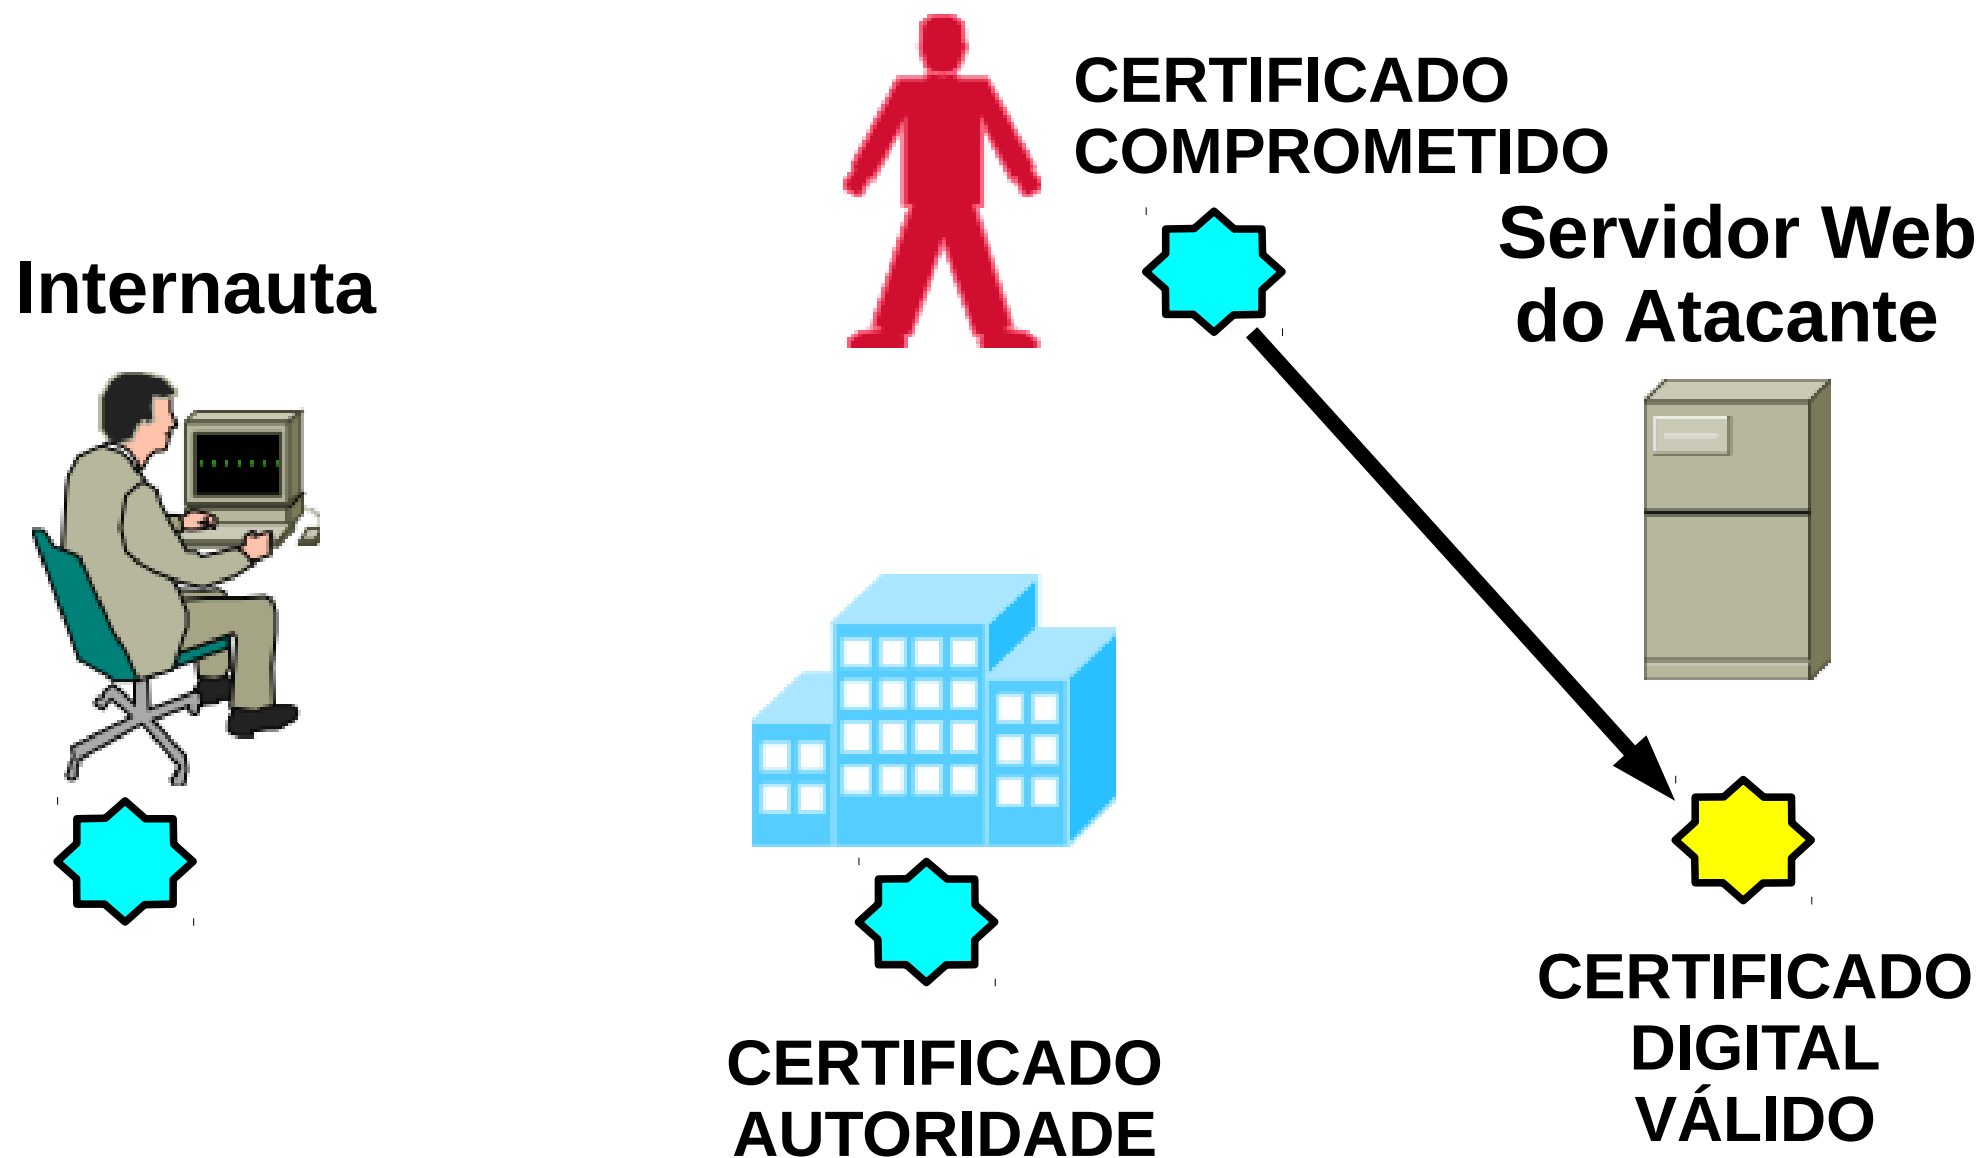 CERTIFICADO
COMPROMETIDO
Servidor Web
do Atacante
Internauta
CERTIFICADO
DIGITAL
VÁLIDO
CERTIFICADO
AUTORIDADE